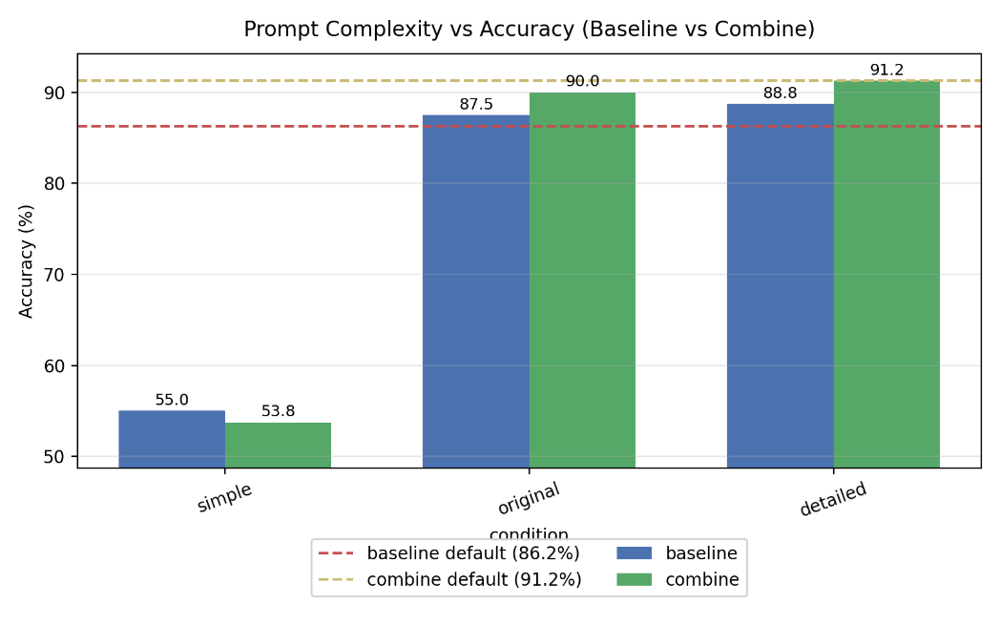 Prompt Complexity vs Accuracy (Baseline vs Combine)
Accuracy (%)
90
80
70
60
50
55.0
53.8
87.5
90.0
88.8
91.2
simple
original
detailed
condition
baseline default (86.2%)
combine default (91.2%)
baseline
combine